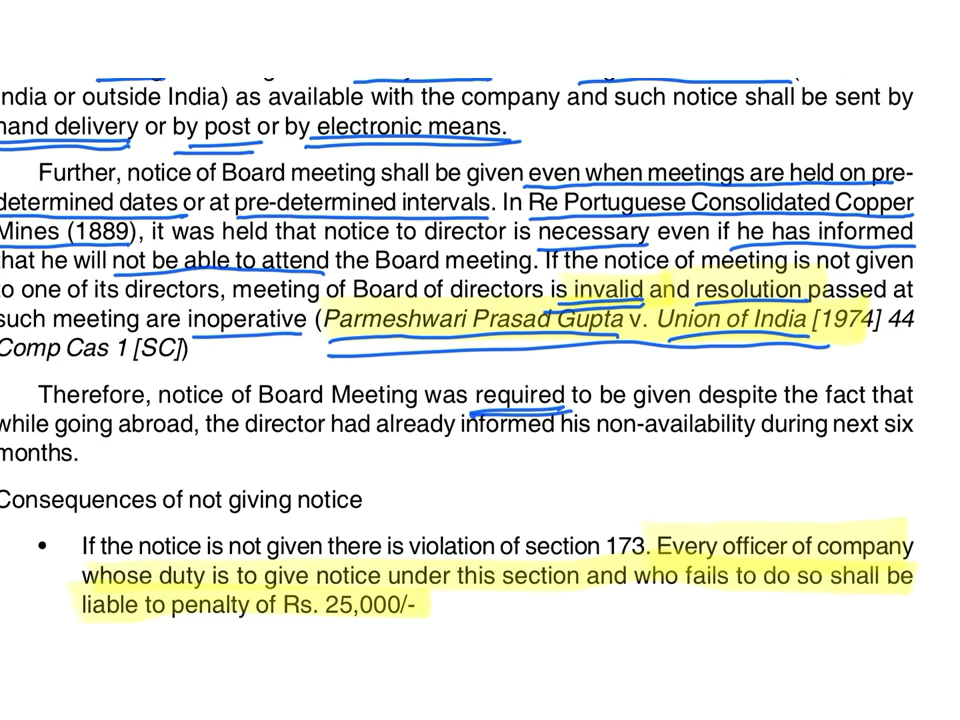 ndia or outside India) as available with the company and such notice shall be sent by
hand delivery or by post or by electronic means.
Further, notice of Board meeting shall be given even when meetings are held on pre-
determined dates or at pre-determined intervals. In Re Portuguese Consolidated Copper
Mines (1889), it was held that notice to director is necessary even if he has informed
that he will not be able to attend the Board meeting. If the notice of meeting is not given
to one of its directors, meeting of Board of directors is invalid and resolution passed at
such meeting are inoperative (Parmeshwari Prasad Gupta v. Union of India [1974] 44
Comp Cas 1 [SC])
Therefore, notice of Board Meeting was required to be given despite the fact that
while going abroad, the director had already informed his non-availability during next six
months.
Consequences of not giving notice
• If the notice is not given there is violation of section 173. Every officer of company
whose duty is to give notice under this section and who fails to do so shall be
liable to penalty of Rs. 25,000/-